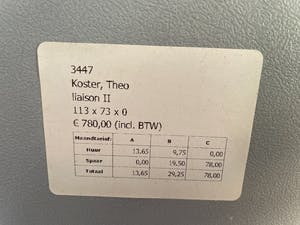 3447
Koster, Theo
liaison II
113 x 73 x 0
€ 780,00 (incl. BTW)
Maandtarief: A B C
Huur 13,65 9,75 0,00
Spaar 0,00 19,50 78,00
Totaal 13,65 29,25 78,00